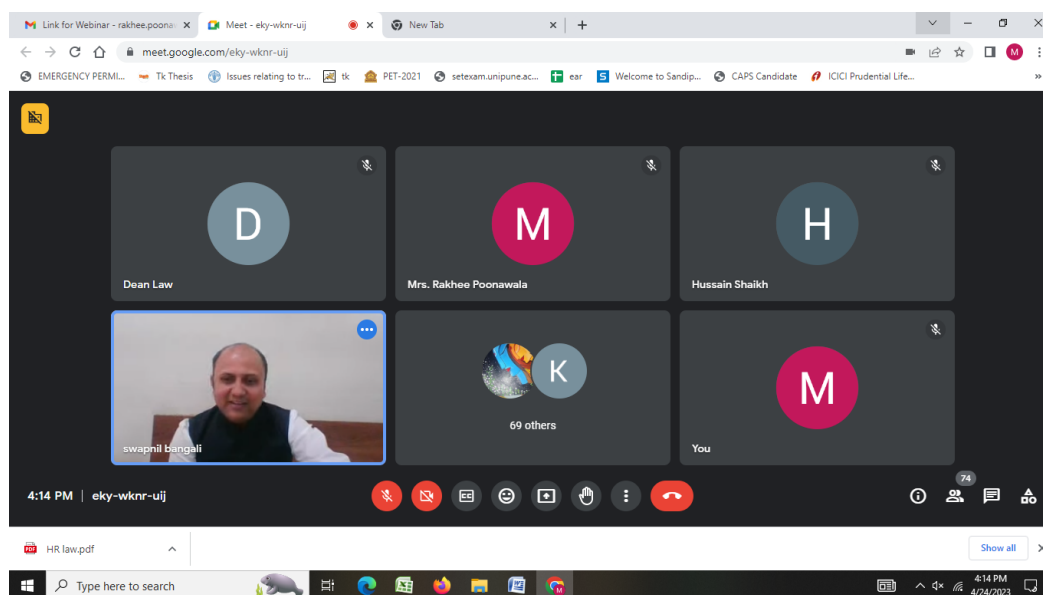 Link for Webinar - rakhee.poona
Meet - eky-wknr-uij
New Tab
meet.google.com/eky-wknr-uij
M
EMERGENCY PERMI...
Tk Thesis
Issues relating to tr...
tk
PET-2021
setexam.unipune.ac...
ear
S
Welcome to Sandip...
CAPS Candidate
ICICI Prudential Life...
»
D
Dean Law
M
Mrs. Rakhee Poonawala
H
Hussain Shaikh
swapnil bangali
K
69 others
M
You
4:14 PM | eky-wknr-uij
CC
74
PDF
HR law.pdf
Show all
Type here to search
4:14 PM
4/24/2023